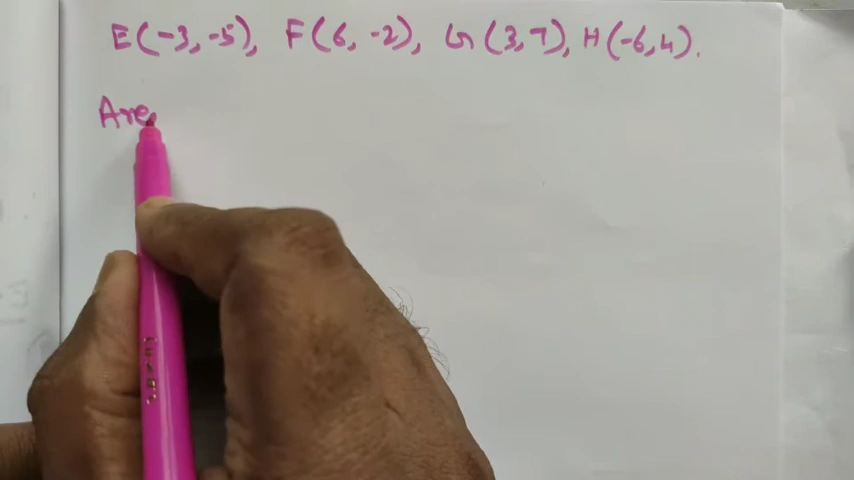 E(-3,-5), F(6,-2), G(3,7), H(-6,4).
Are